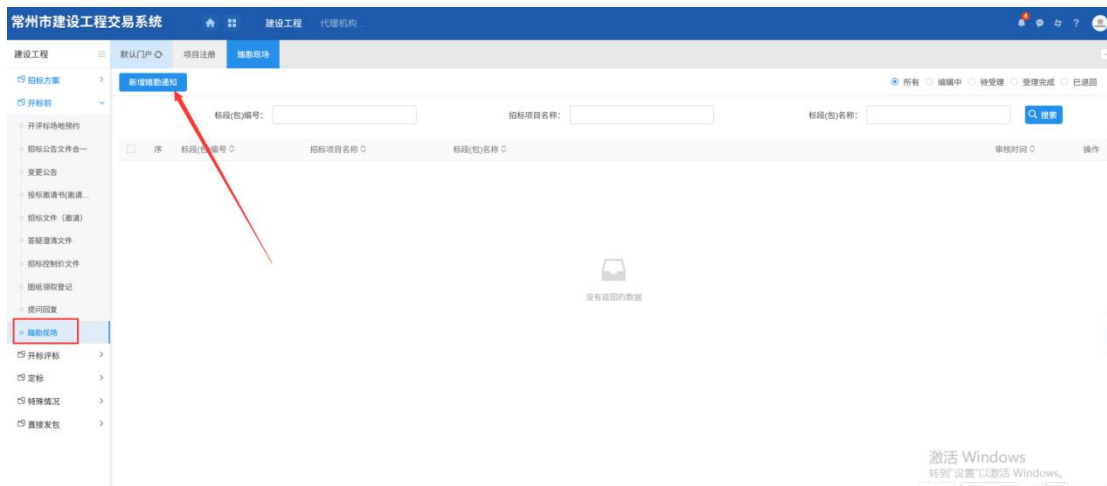 常州市建设工程交易系统 建设工程 代理机构... 4 ?
建设工程 默认门户 项目注册 踏勘现场
招标方案 新增踏勘通知 所有 编辑中 待受理 受理完成 已退回
开标前
标段(包)编号： 招标项目名称： 标段(包)名称： 搜索
开评标场地预约
招标公告文件合一 序 标段(包)编号 招标项目名称 标段(包)名称 审核时间 操作
变更公告
投标邀请书(邀请...
招标文件（邀请）
答疑澄清文件
招标控制价文件
图纸领取登记 没有返回的数据
提问回复
踏勘现场
开标评标
定标
特殊情况
直接发包
激活 Windows
转到"设置"以激活 Windows。